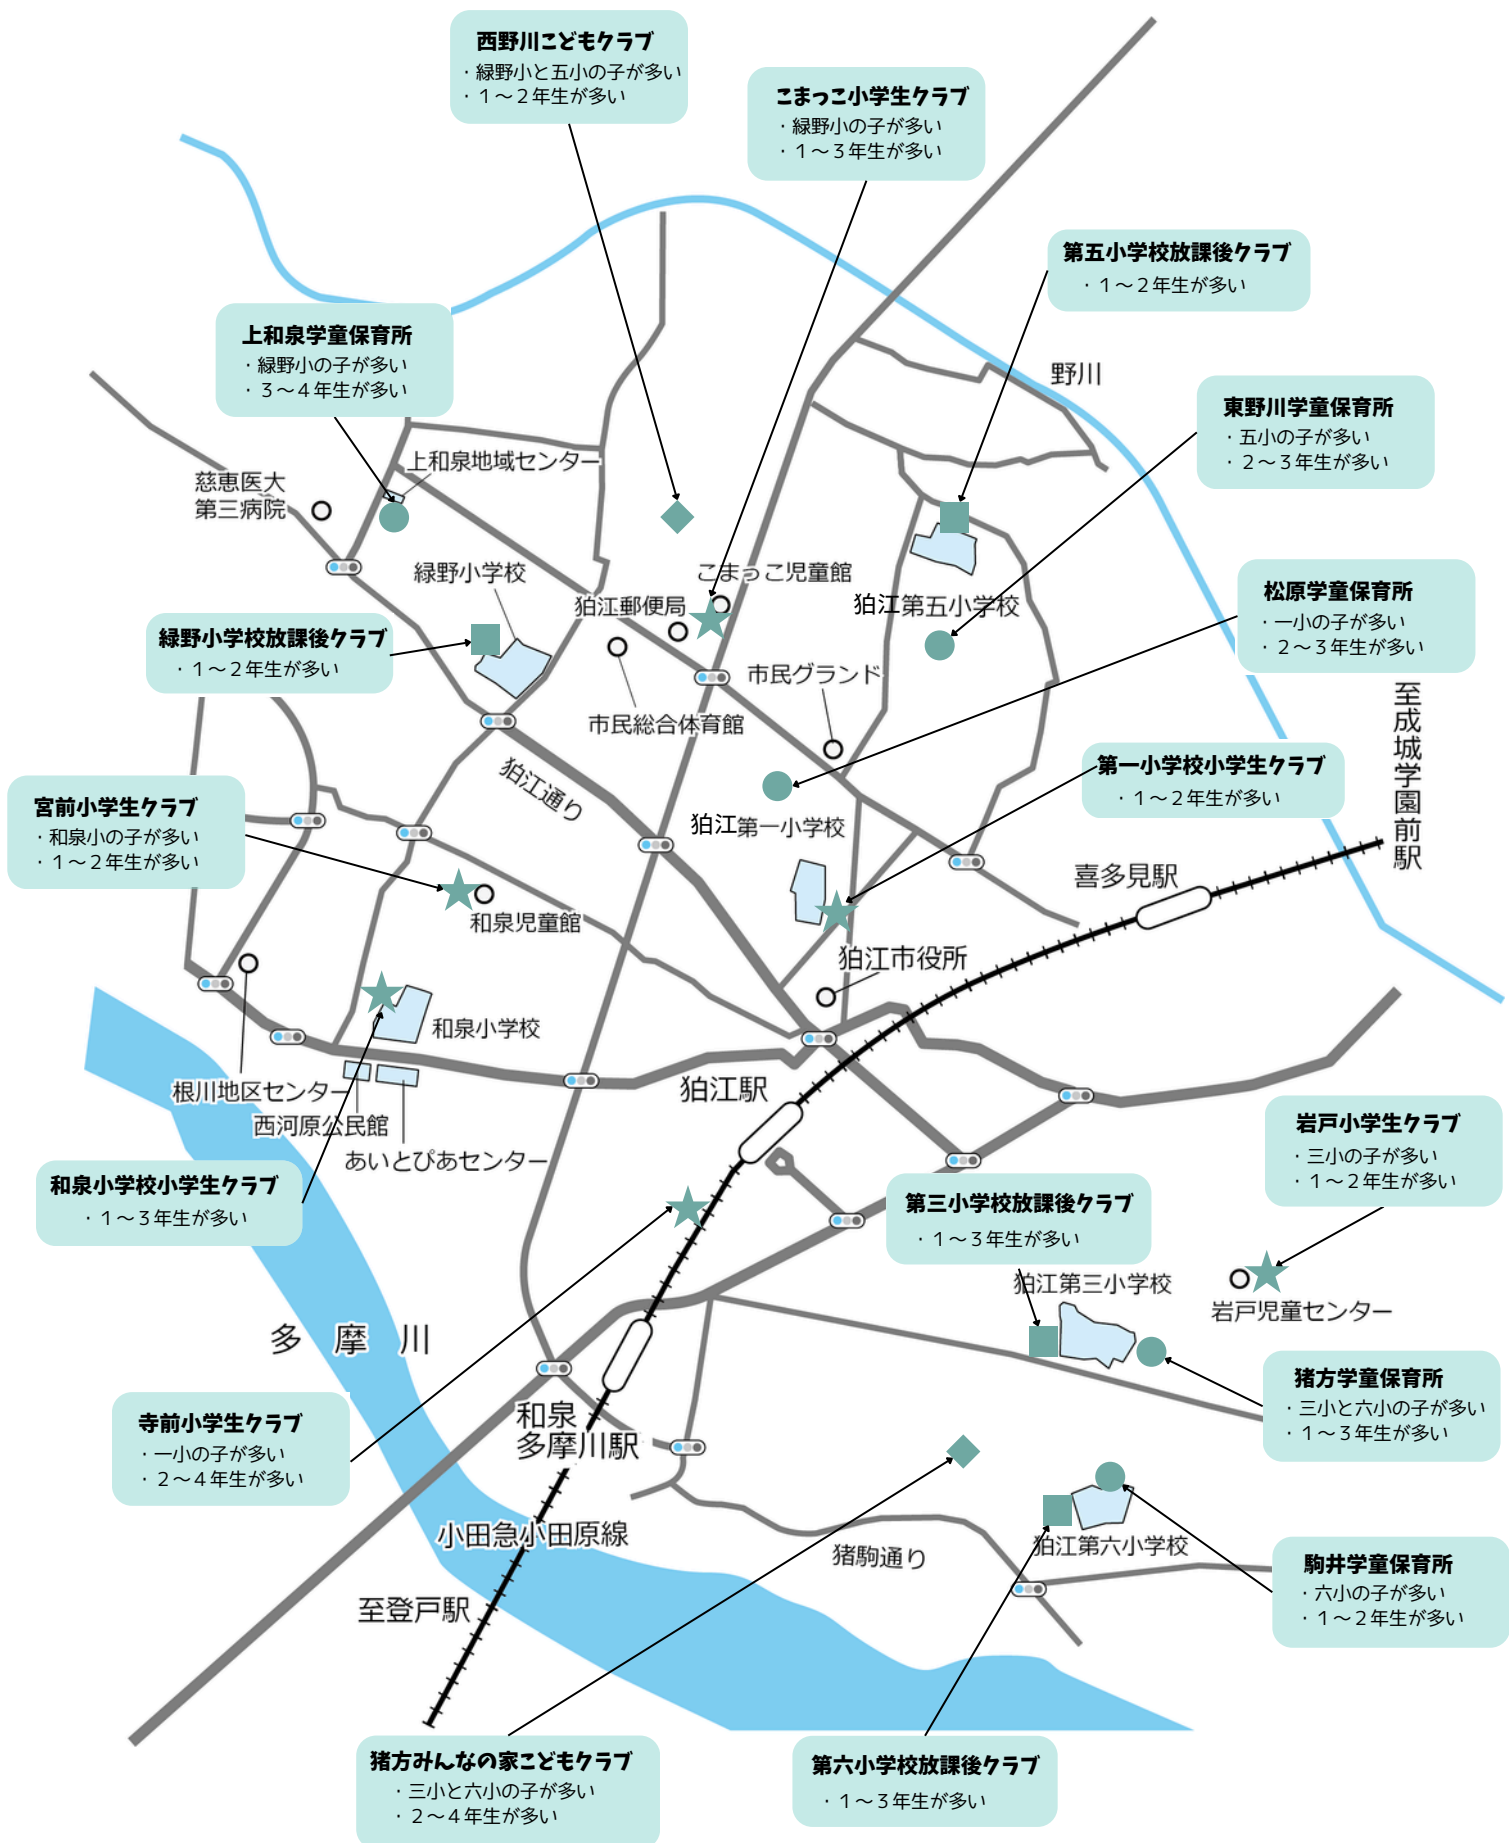 西野川こどもクラブ
・緑野小と五小の子が多い
・１～２年生が多い
こまっこ小学生クラブ
・緑野小の子が多い
・１～３年生が多い
第五小学校放課後クラブ
・１～２年生が多い
上和泉学童保育所
・緑野小の子が多い
・３～４年生が多い
野川
東野川学童保育所
・五小の子が多い
・２～３年生が多い
上和泉地域センター
慈恵医大
第三病院
緑野小学校
こまっこ児童館
狛江郵便局
狛江第五小学校
松原学童保育所
・一小の子が多い
・２～３年生が多い
緑野小学校放課後クラブ
・１～２年生が多い
市民グランド
市民総合体育館
至成城学園前駅
狛江通り
第一小学校小学生クラブ
・１～２年生が多い
宮前小学生クラブ
・和泉小の子が多い
・１～２年生が多い
狛江第一小学校
喜多見駅
和泉児童館
狛江市役所
和泉小学校
根川地区センター
西河原公民館
あいとぴあセンター
狛江駅
和泉小学校小学生クラブ
・１～３年生が多い
岩戸小学生クラブ
・三小の子が多い
・１～２年生が多い
第三小学校放課後クラブ
・１～３年生が多い
狛江第三小学校
岩戸児童センター
多摩川
猪方学童保育所
・三小と六小の子が多い
・１～３年生が多い
寺前小学生クラブ
・一小の子が多い
・２～４年生が多い
和泉
多摩川駅
小田急小田原線
猪駒通り
狛江第六小学校
駒井学童保育所
・六小の子が多い
・１～２年生が多い
至登戸駅
猪方みんなの家こどもクラブ
・三小と六小の子が多い
・２～４年生が多い
第六小学校放課後クラブ
・１～３年生が多い